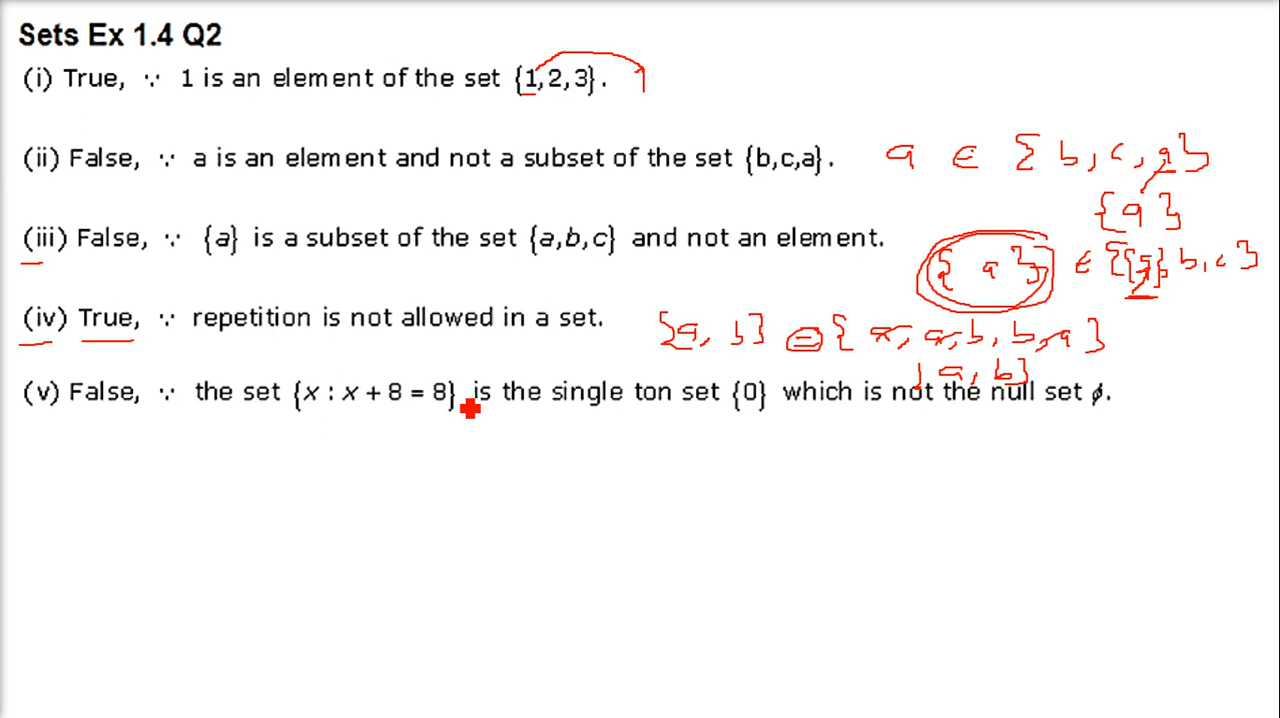 Sets Ex 1.4 Q2
(i) True, ∵ 1 is an element of the set {1,2,3}. 1
(ii) False, ∵ a is an element and not a subset of the set {b,c,a}. a ∈ {b, c, a}
{a}
(iii) False, ∵ {a} is a subset of the set {a,b,c} and not an element. {a} ∈ {{a}, b, c}
(iv) True, ∵ repetition is not allowed in a set. {a, b} = {a, a, b, b, a}
{a, b}
(v) False, ∵ the set {x : x + 8 = 8} is the single ton set {0} which is not the null set ϕ.